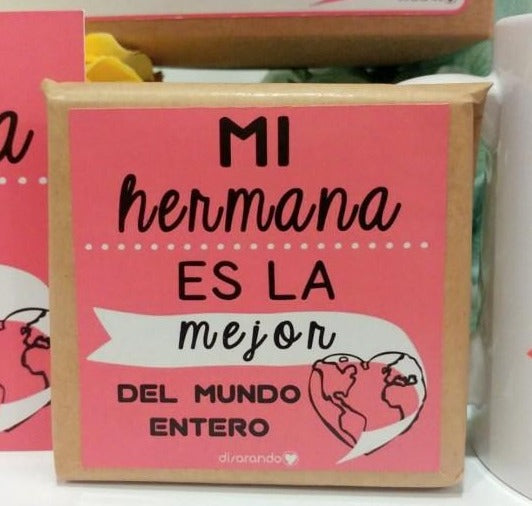 MI
hermana
ES LA
mejor
DEL MUNDO
ENTERO
disarando
a